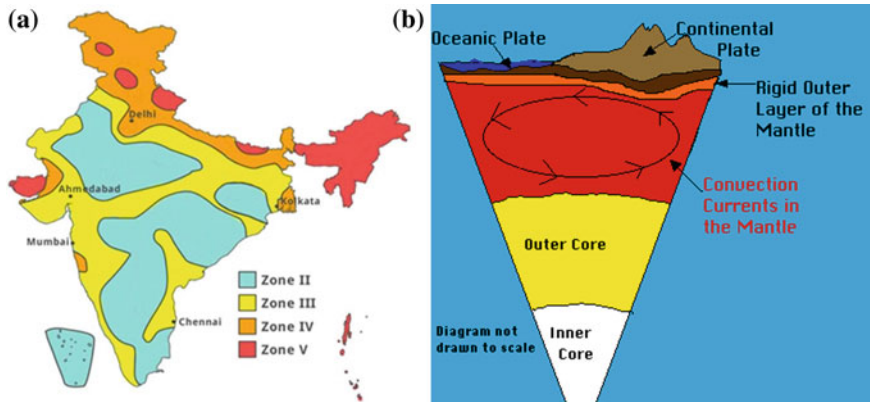 (a)
Delhi
Ahmedabad
Kolkata
Mumbai
Chennai
Zone II
Zone III
Zone IV
Zone V
(b)
Oceanic Plate
Continental
Plate
Rigid Outer
Layer of the
Mantle
Convection
Currents in
the Mantle
Outer Core
Inner
Core
Diagram not
drawn to scale